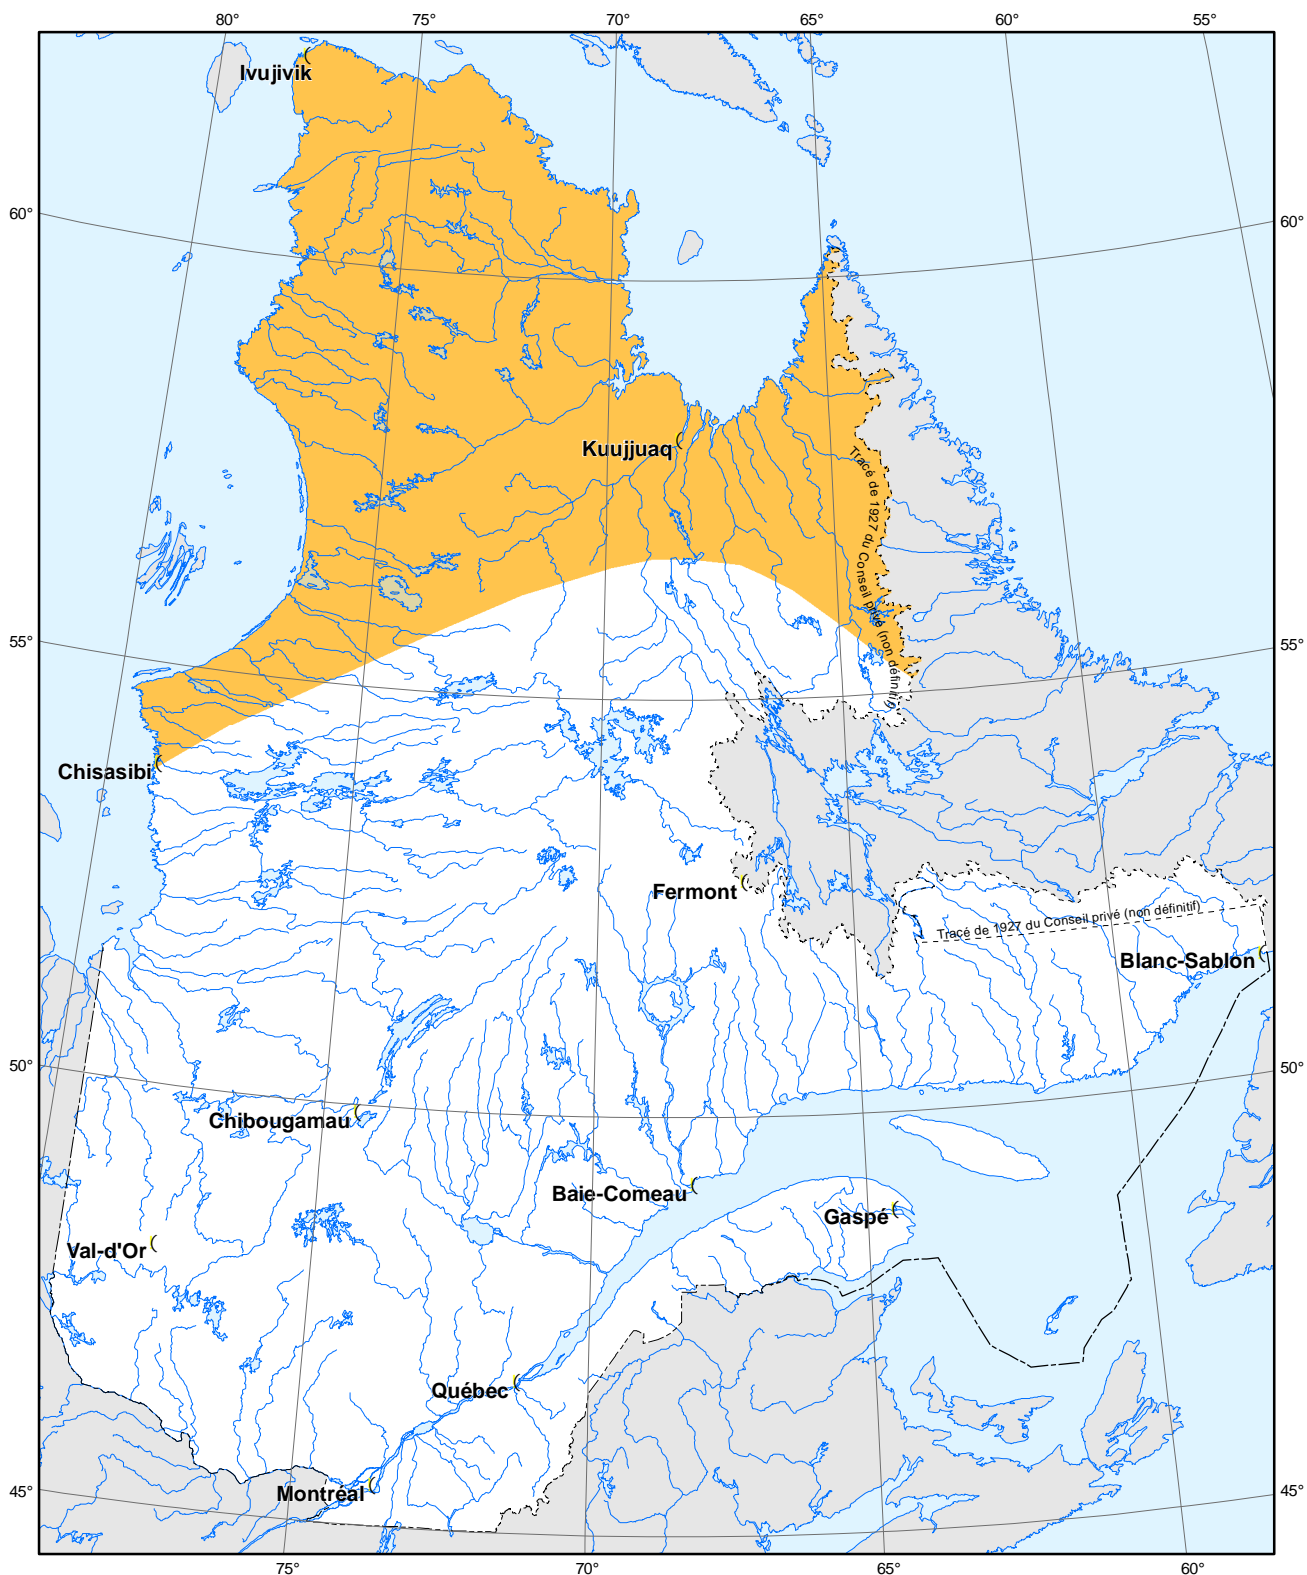 80°
75°
70°
65°
60°
55°
Ivujivik
60°
60°
Kuujjuaq
Tracé de 1927 du Conseil privé (non définitif)
55°
55°
Chisasibi
Fermont
Tracé de 1927 du Conseil privé (non définitif)
Blanc-Sablon
50°
50°
Chibougamau
Baie-Comeau
Gaspé
Val-d'Or
Québec
45°
45°
Montréal
75°
70°
65°
60°